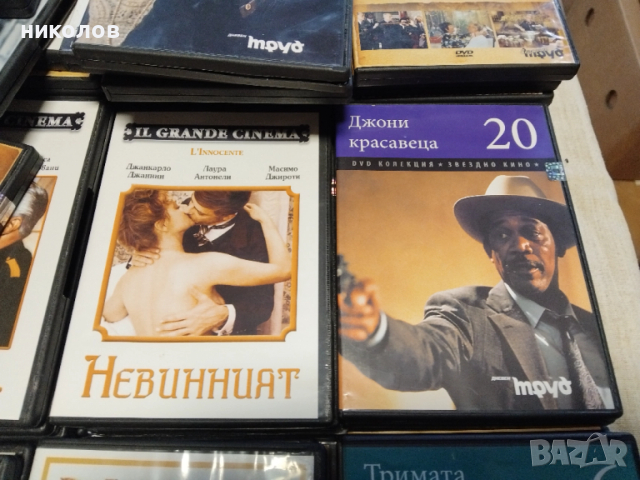 НИКОЛОВ
труд
DVD
труд
CINEMA
IL GRANDE CINEMA
L'INNOCENTE
Джанкарло
Джанини
Лаура
Антонели
Масимо
Джироти
НЕВИННИЯТ
Джони
красавеца
20
DVD КОЛЕКЦИЯ ★ ЗВЕЗДНО КИНО
труд
Тримата
BAZAR